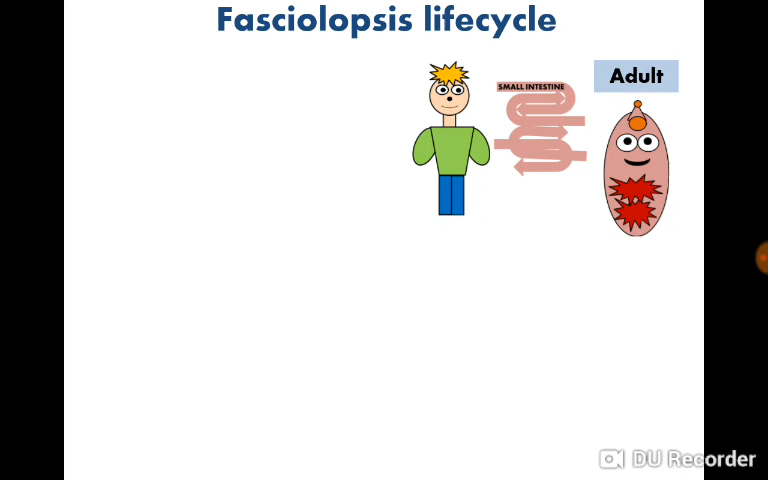 Fasciolopsis lifecycle
SMALL INTESTINE
Adult
DU Recorder